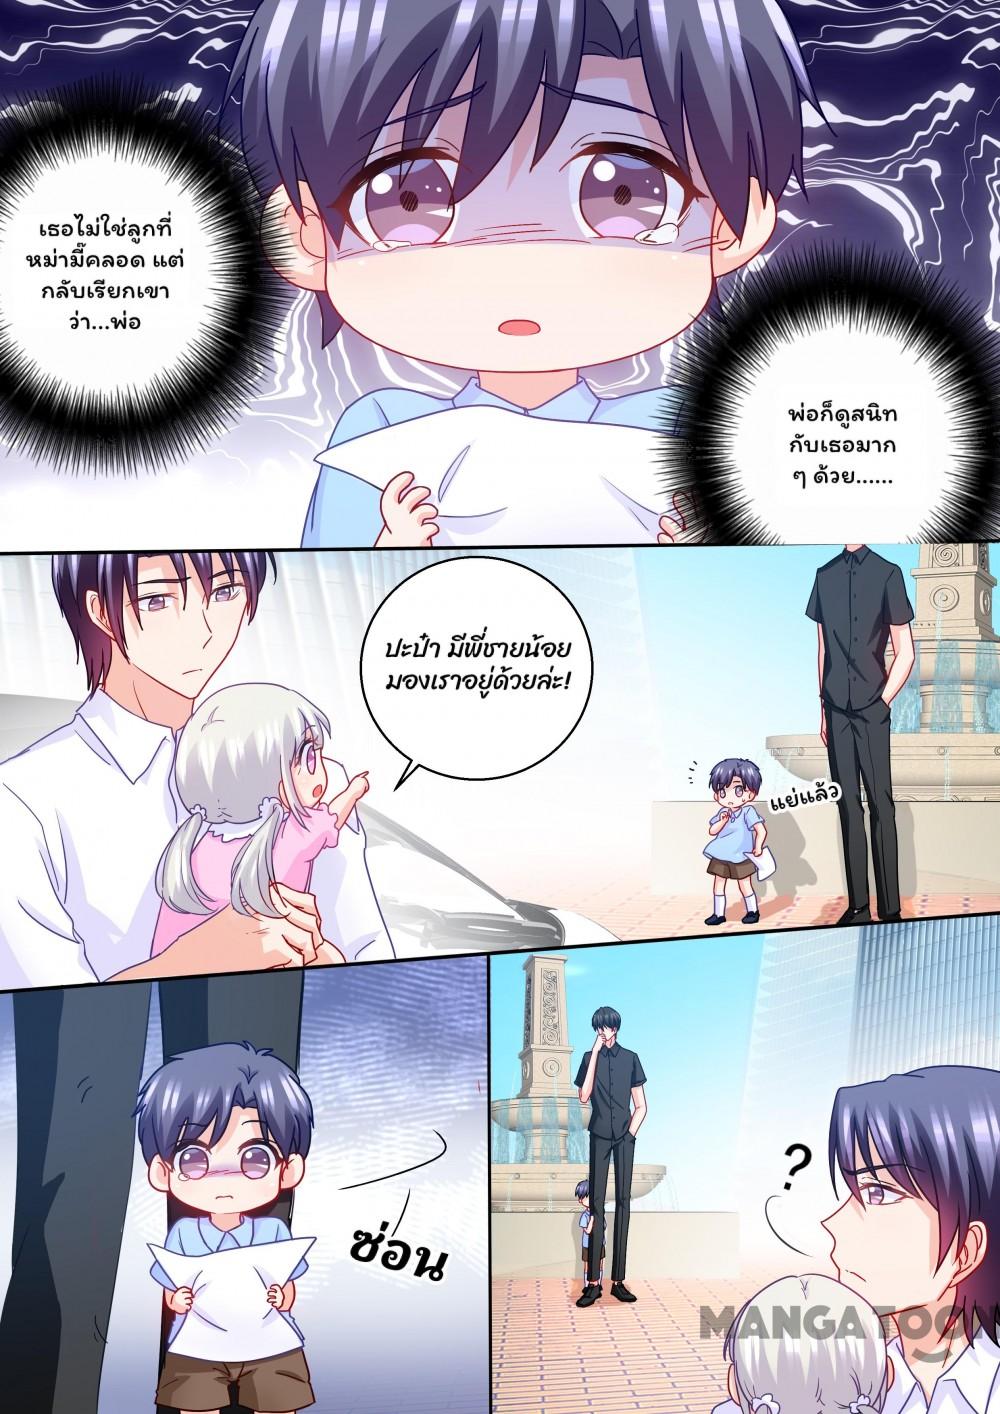 เธอไม่ใช่ลูกที่
หม่ามี๊คลอด แต่
กลับเรียกเขา
ว่า...พ่อ
พ่อก็ดูสนิท
กับเธอมาก
ๆ ด้วย......
ปะป๋า มีพี่ชายน้อย
มองเราอยู่ด้วยล่ะ!
แย่แล้ว
ซ่อน
?
MANGATOON